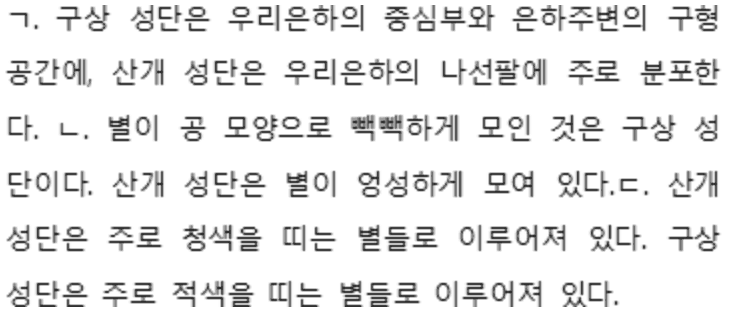 ㄱ. 구상 성단은 우리은하의 중심부와 은하주변의 구형
공간에, 산개 성단은 우리은하의 나선팔에 주로 분포한
다. ㄴ. 별이 공 모양으로 빽빽하게 모인 것은 구상 성
단이다. 산개 성단은 별이 엉성하게 모여 있다.ㄷ. 산개
성단은 주로 청색을 띠는 별들로 이루어져 있다. 구상
성단은 주로 적색을 띠는 별들로 이루어져 있다.